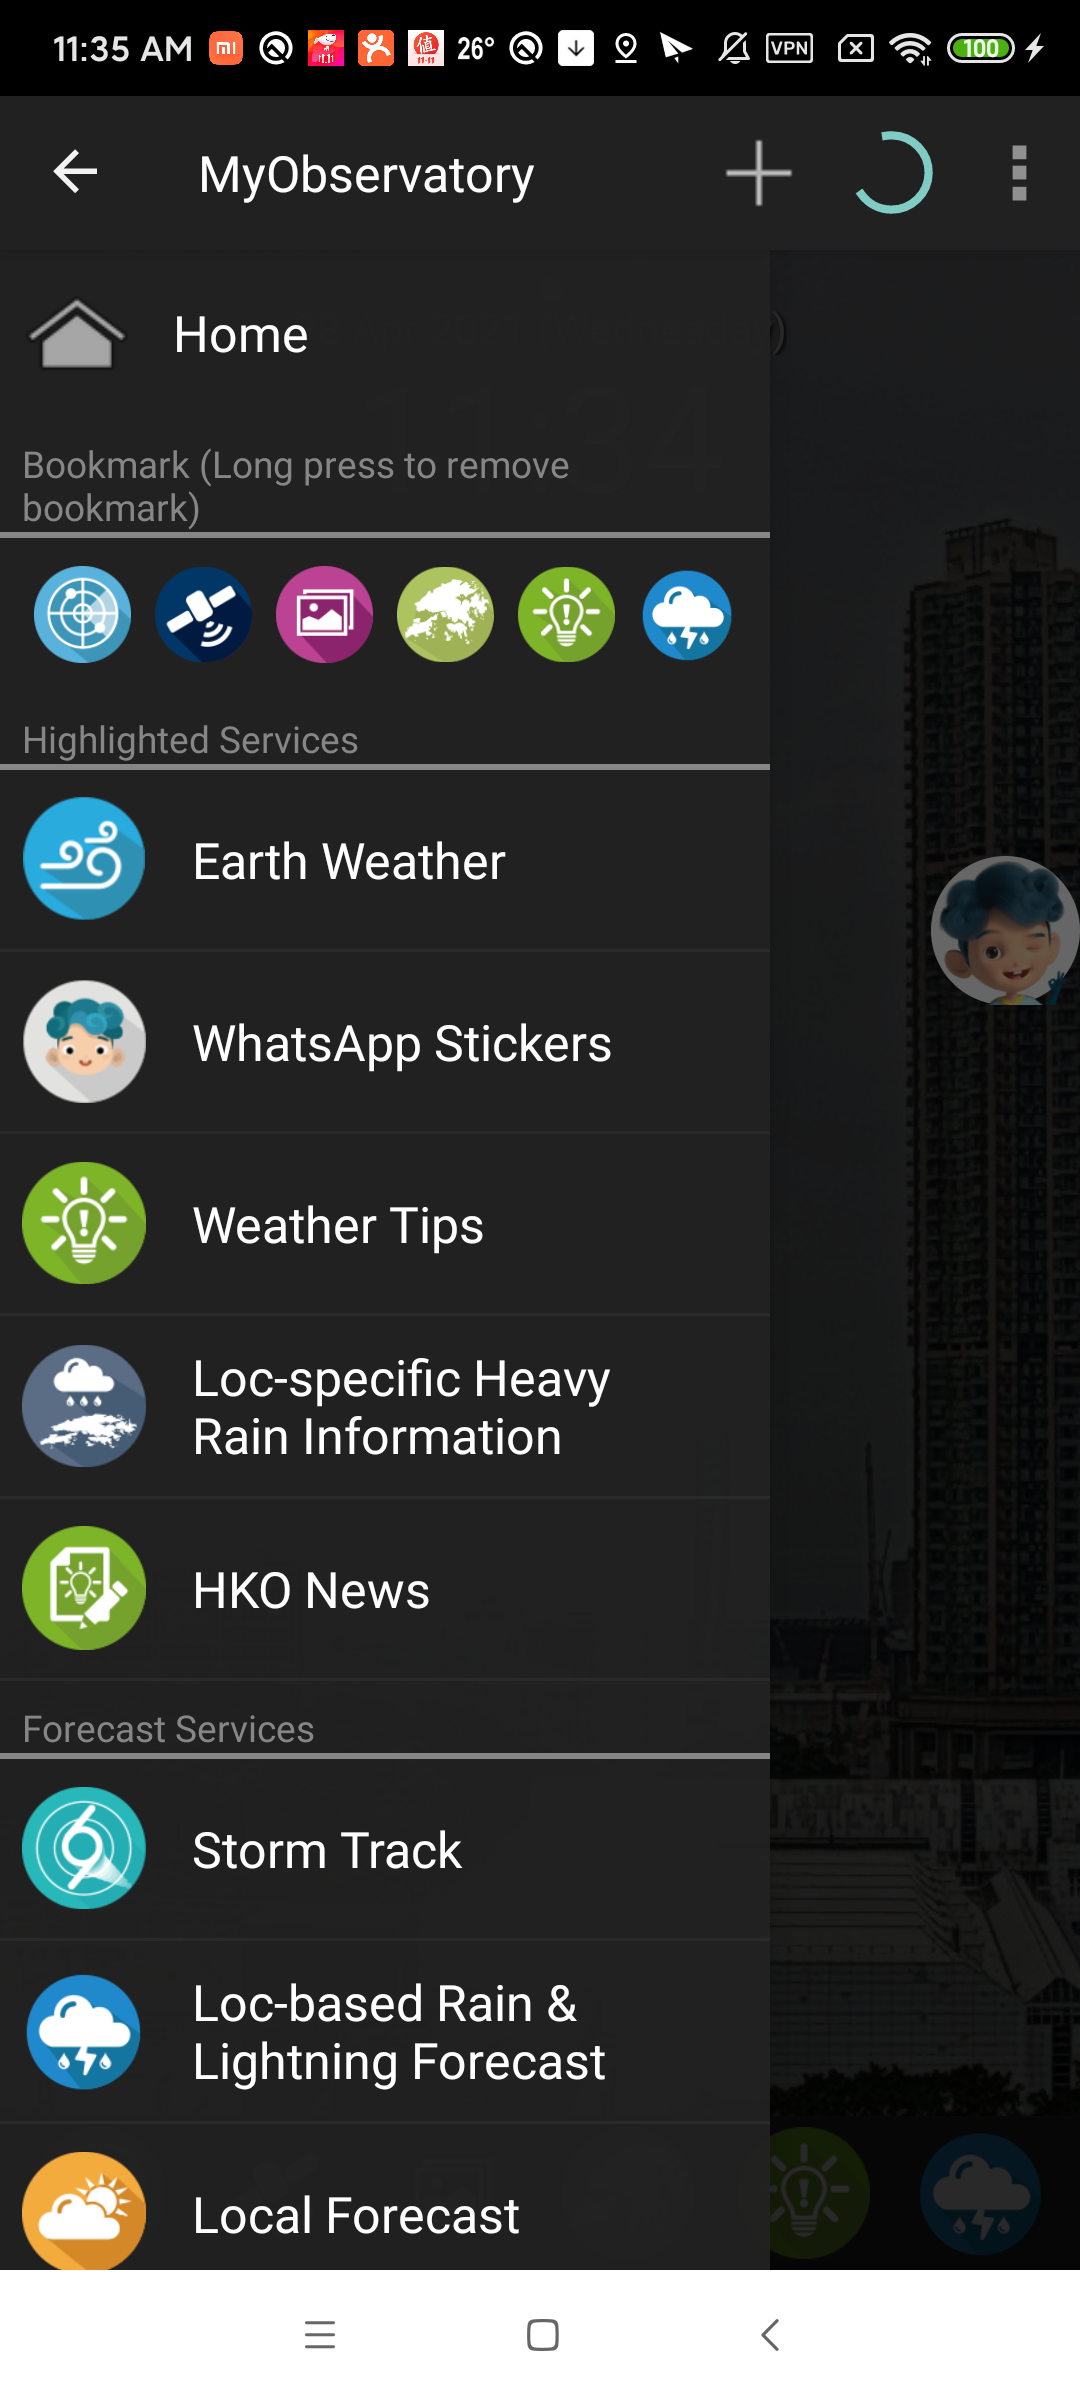 11:35 AM 26° VPN 100
MyObservatory
Home
Bookmark (Long press to remove
bookmark)
Highlighted Services
Earth Weather
WhatsApp Stickers
Weather Tips
Loc-specific Heavy
Rain Information
HKO News
Forecast Services
Storm Track
Loc-based Rain &
Lightning Forecast
Local Forecast